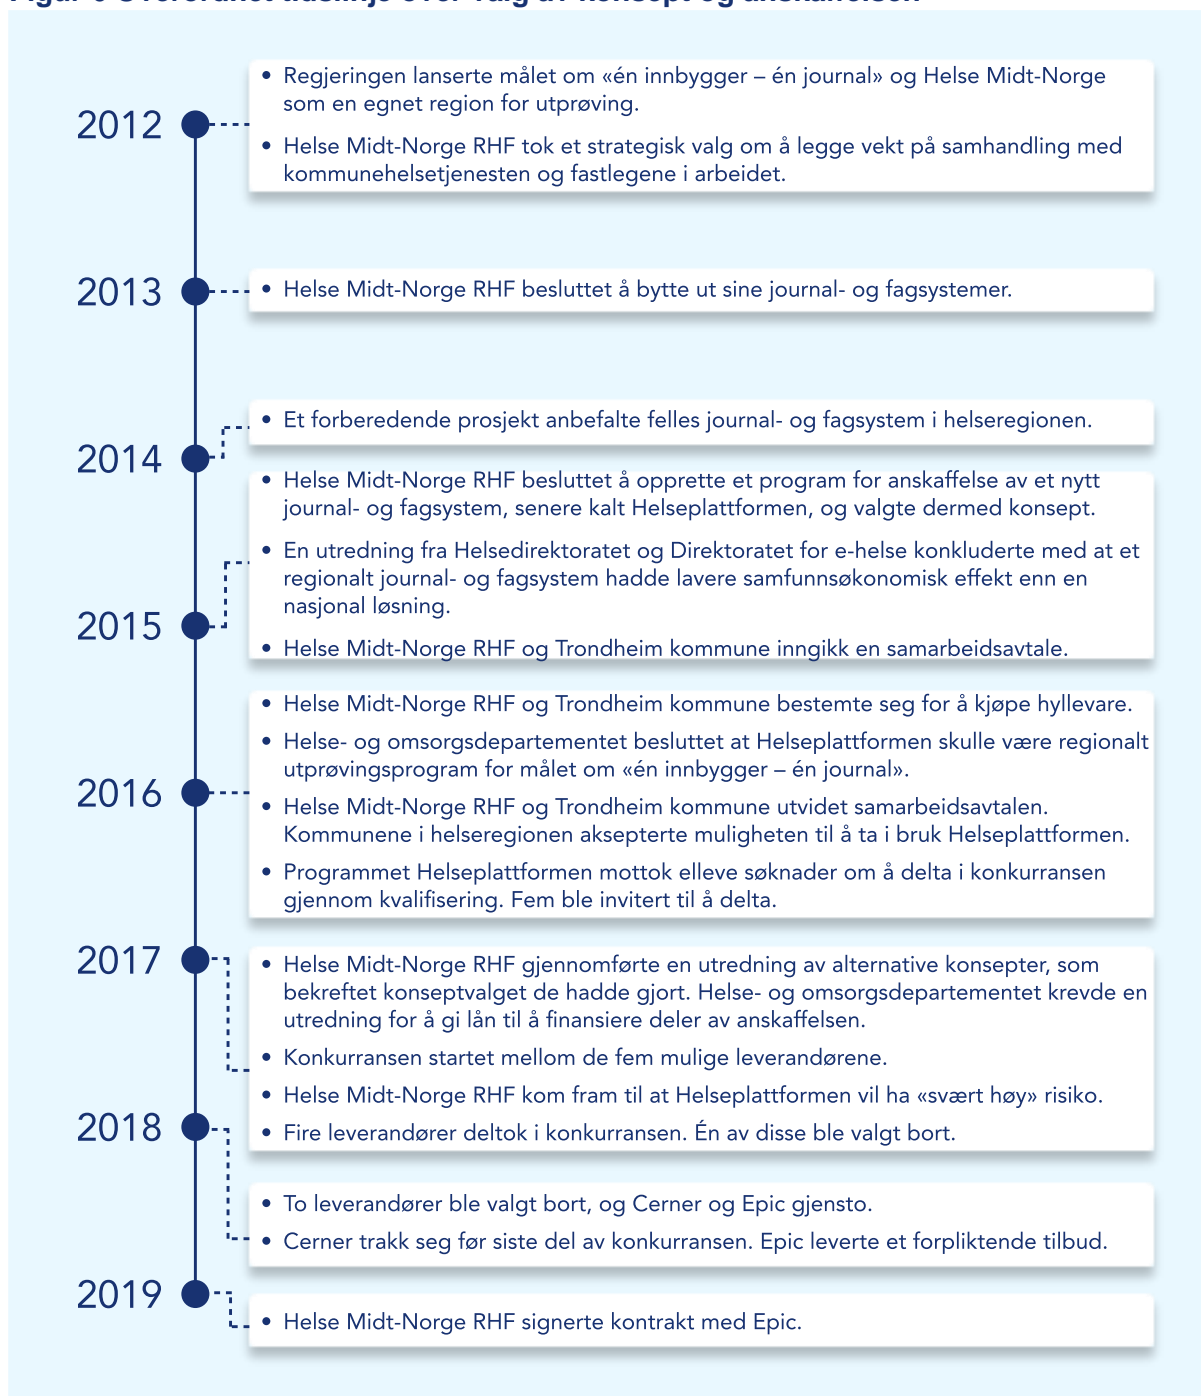 2012
• Regjeringen lanserte målet om «én innbygger – én journal» og Helse Midt-Norge
som en egnet region for utprøving.
• Helse Midt-Norge RHF tok et strategisk valg om å legge vekt på samhandling med
kommunehelsetjenesten og fastlegene i arbeidet.
2013
• Helse Midt-Norge RHF besluttet å bytte ut sine journal- og fagsystemer.
2014
• Et forberedende prosjekt anbefalte felles journal- og fagsystem i helseregionen.
2015
• Helse Midt-Norge RHF besluttet å opprette et program for anskaffelse av et nytt
journal- og fagsystem, senere kalt Helseplattformen, og valgte dermed konsept.
• En utredning fra Helsedirektoratet og Direktoratet for e-helse konkluderte med at et
regionalt journal- og fagsystem hadde lavere samfunnsøkonomisk effekt enn en
nasjonal løsning.
• Helse Midt-Norge RHF og Trondheim kommune inngikk en samarbeidsavtale.
2016
• Helse Midt-Norge RHF og Trondheim kommune bestemte seg for å kjøpe hyllevare.
• Helse- og omsorgsdepartementet besluttet at Helseplattformen skulle være regionalt
utprøvingsprogram for målet om «én innbygger – én journal».
• Helse Midt-Norge RHF og Trondheim kommune utvidet samarbeidsavtalen.
Kommunene i helseregionen aksepterte muligheten til å ta i bruk Helseplattformen.
• Programmet Helseplattformen mottok elleve søknader om å delta i konkurransen
gjennom kvalifisering. Fem ble invitert til å delta.
2017
• Helse Midt-Norge RHF gjennomførte en utredning av alternative konsepter, som
bekreftet konseptvalget de hadde gjort. Helse- og omsorgsdepartementet krevde en
utredning for å gi lån til å finansiere deler av anskaffelsen.
• Konkurransen startet mellom de fem mulige leverandørene.
• Helse Midt-Norge RHF kom fram til at Helseplattformen vil ha «svært høy» risiko.
• Fire leverandører deltok i konkurransen. Én av disse ble valgt bort.
2018
• To leverandører ble valgt bort, og Cerner og Epic gjensto.
• Cerner trakk seg før siste del av konkurransen. Epic leverte et forpliktende tilbud.
2019
• Helse Midt-Norge RHF signerte kontrakt med Epic.